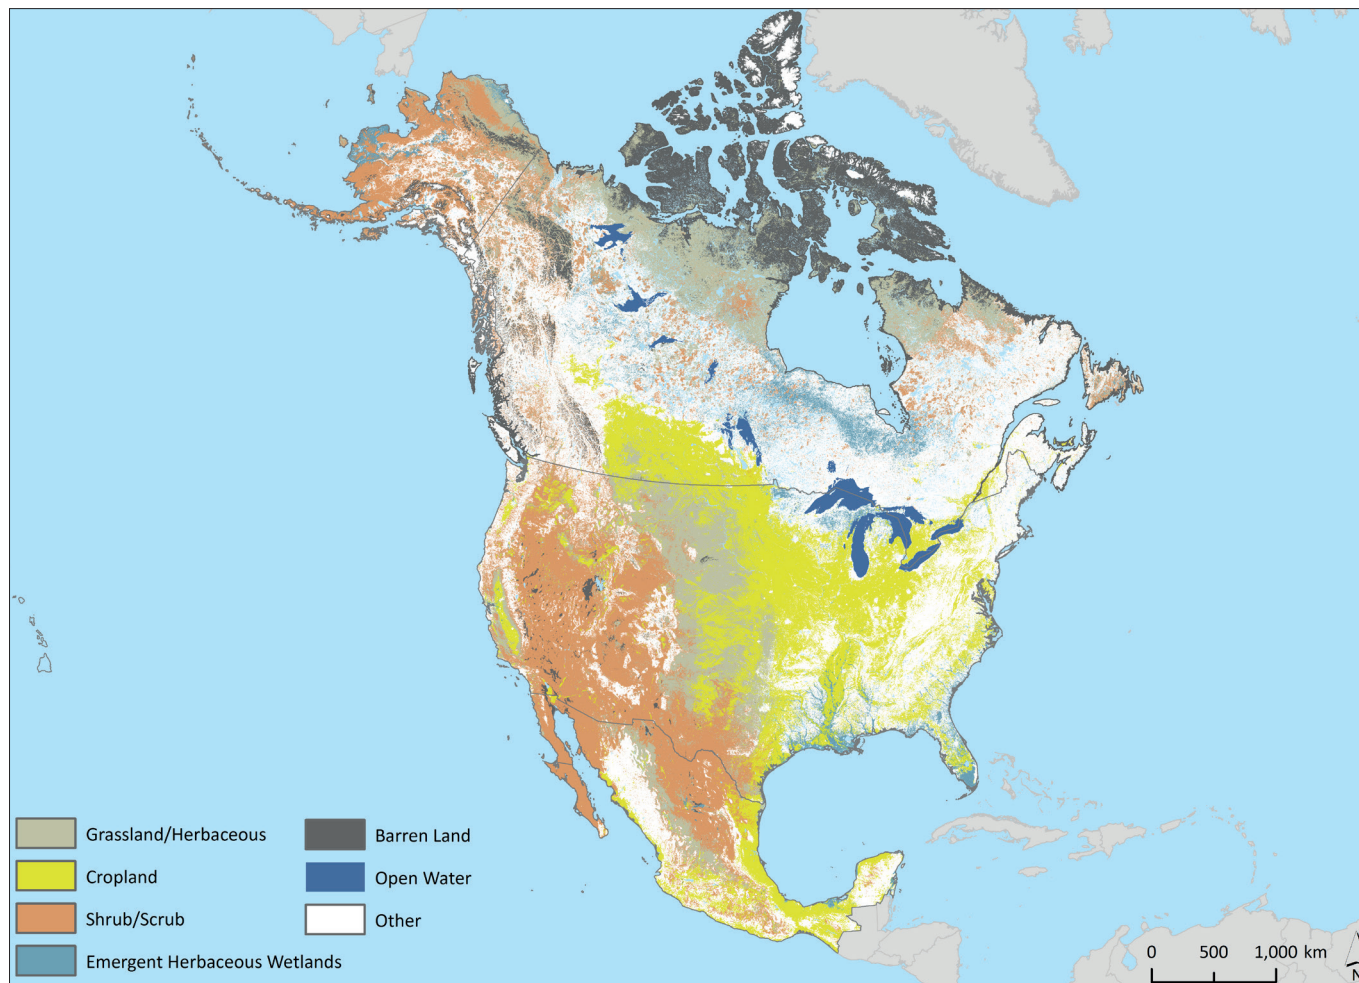 Grassland/Herbaceous
Cropland
Shrub/Scrub
Emergent Herbaceous Wetlands
Barren Land
Open Water
Other
0 500 1,000 km
N